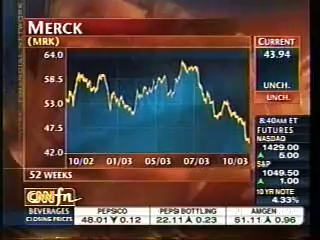 FINANCIAL NETWORK
MERCK
(MRK)
64.0
58.5
53.0
47.5
42.0
10/02 01/03 05/03 07/03 10/03
52 WEEKS
CURRENT
43.94
UNCH.
UNCH.
8:40AM ET
FUTURES
NASDAQ
1429.00
▲ 5.00
S&P
1049.50
▲ 1.00
10 YR NOTE
4.33%
CNNfn
BEVERAGES
CLOSING PRICES
PEPSICO
48.01▼0.12
PEPSI BOTTLING
22.11▲0.23
AMGEN
61.11▲0.96